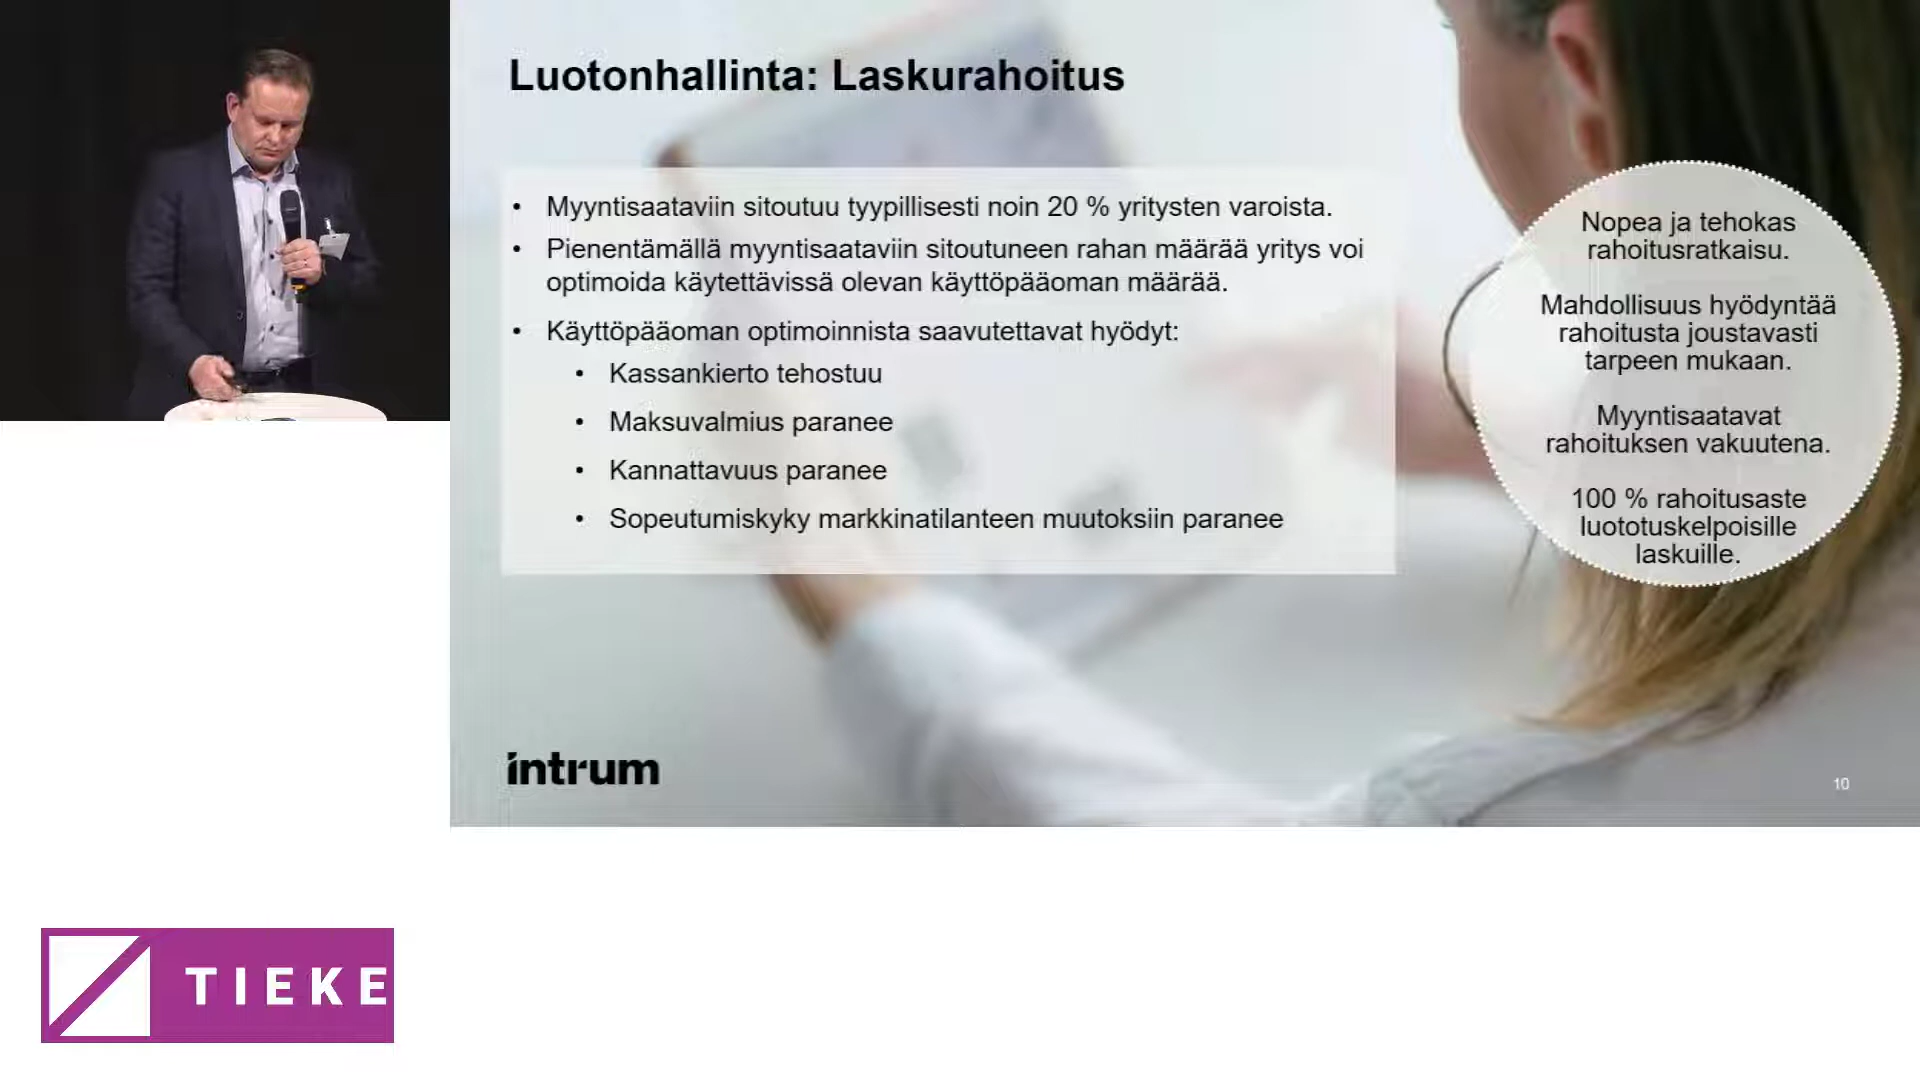 Luotonhallinta: Laskurahoitus
• Myyntisaataviin sitoutuu tyypillisesti noin 20 % yritysten varoista.
• Pienentämällä myyntisaataviin sitoutuneen rahan määrää yritys voi
optimoida käytettävissä olevan käyttöpääoman määrää.
• Käyttöpääoman optimoinnista saavutettavat hyödyt:
• Kassankierto tehostuu
• Maksuvalmius paranee
• Kannattavuus paranee
• Sopeutumiskyky markkinatilanteen muutoksiin paranee
Nopea ja tehokas
rahoitusratkaisu.
Mahdollisuus hyödyntää
rahoitusta joustavasti
tarpeen mukaan.
Myyntisaatavat
rahoituksen vakuutena.
100 % rahoitusaste
luototuskelpoisille
laskuille.
intrum
10
TIEKE